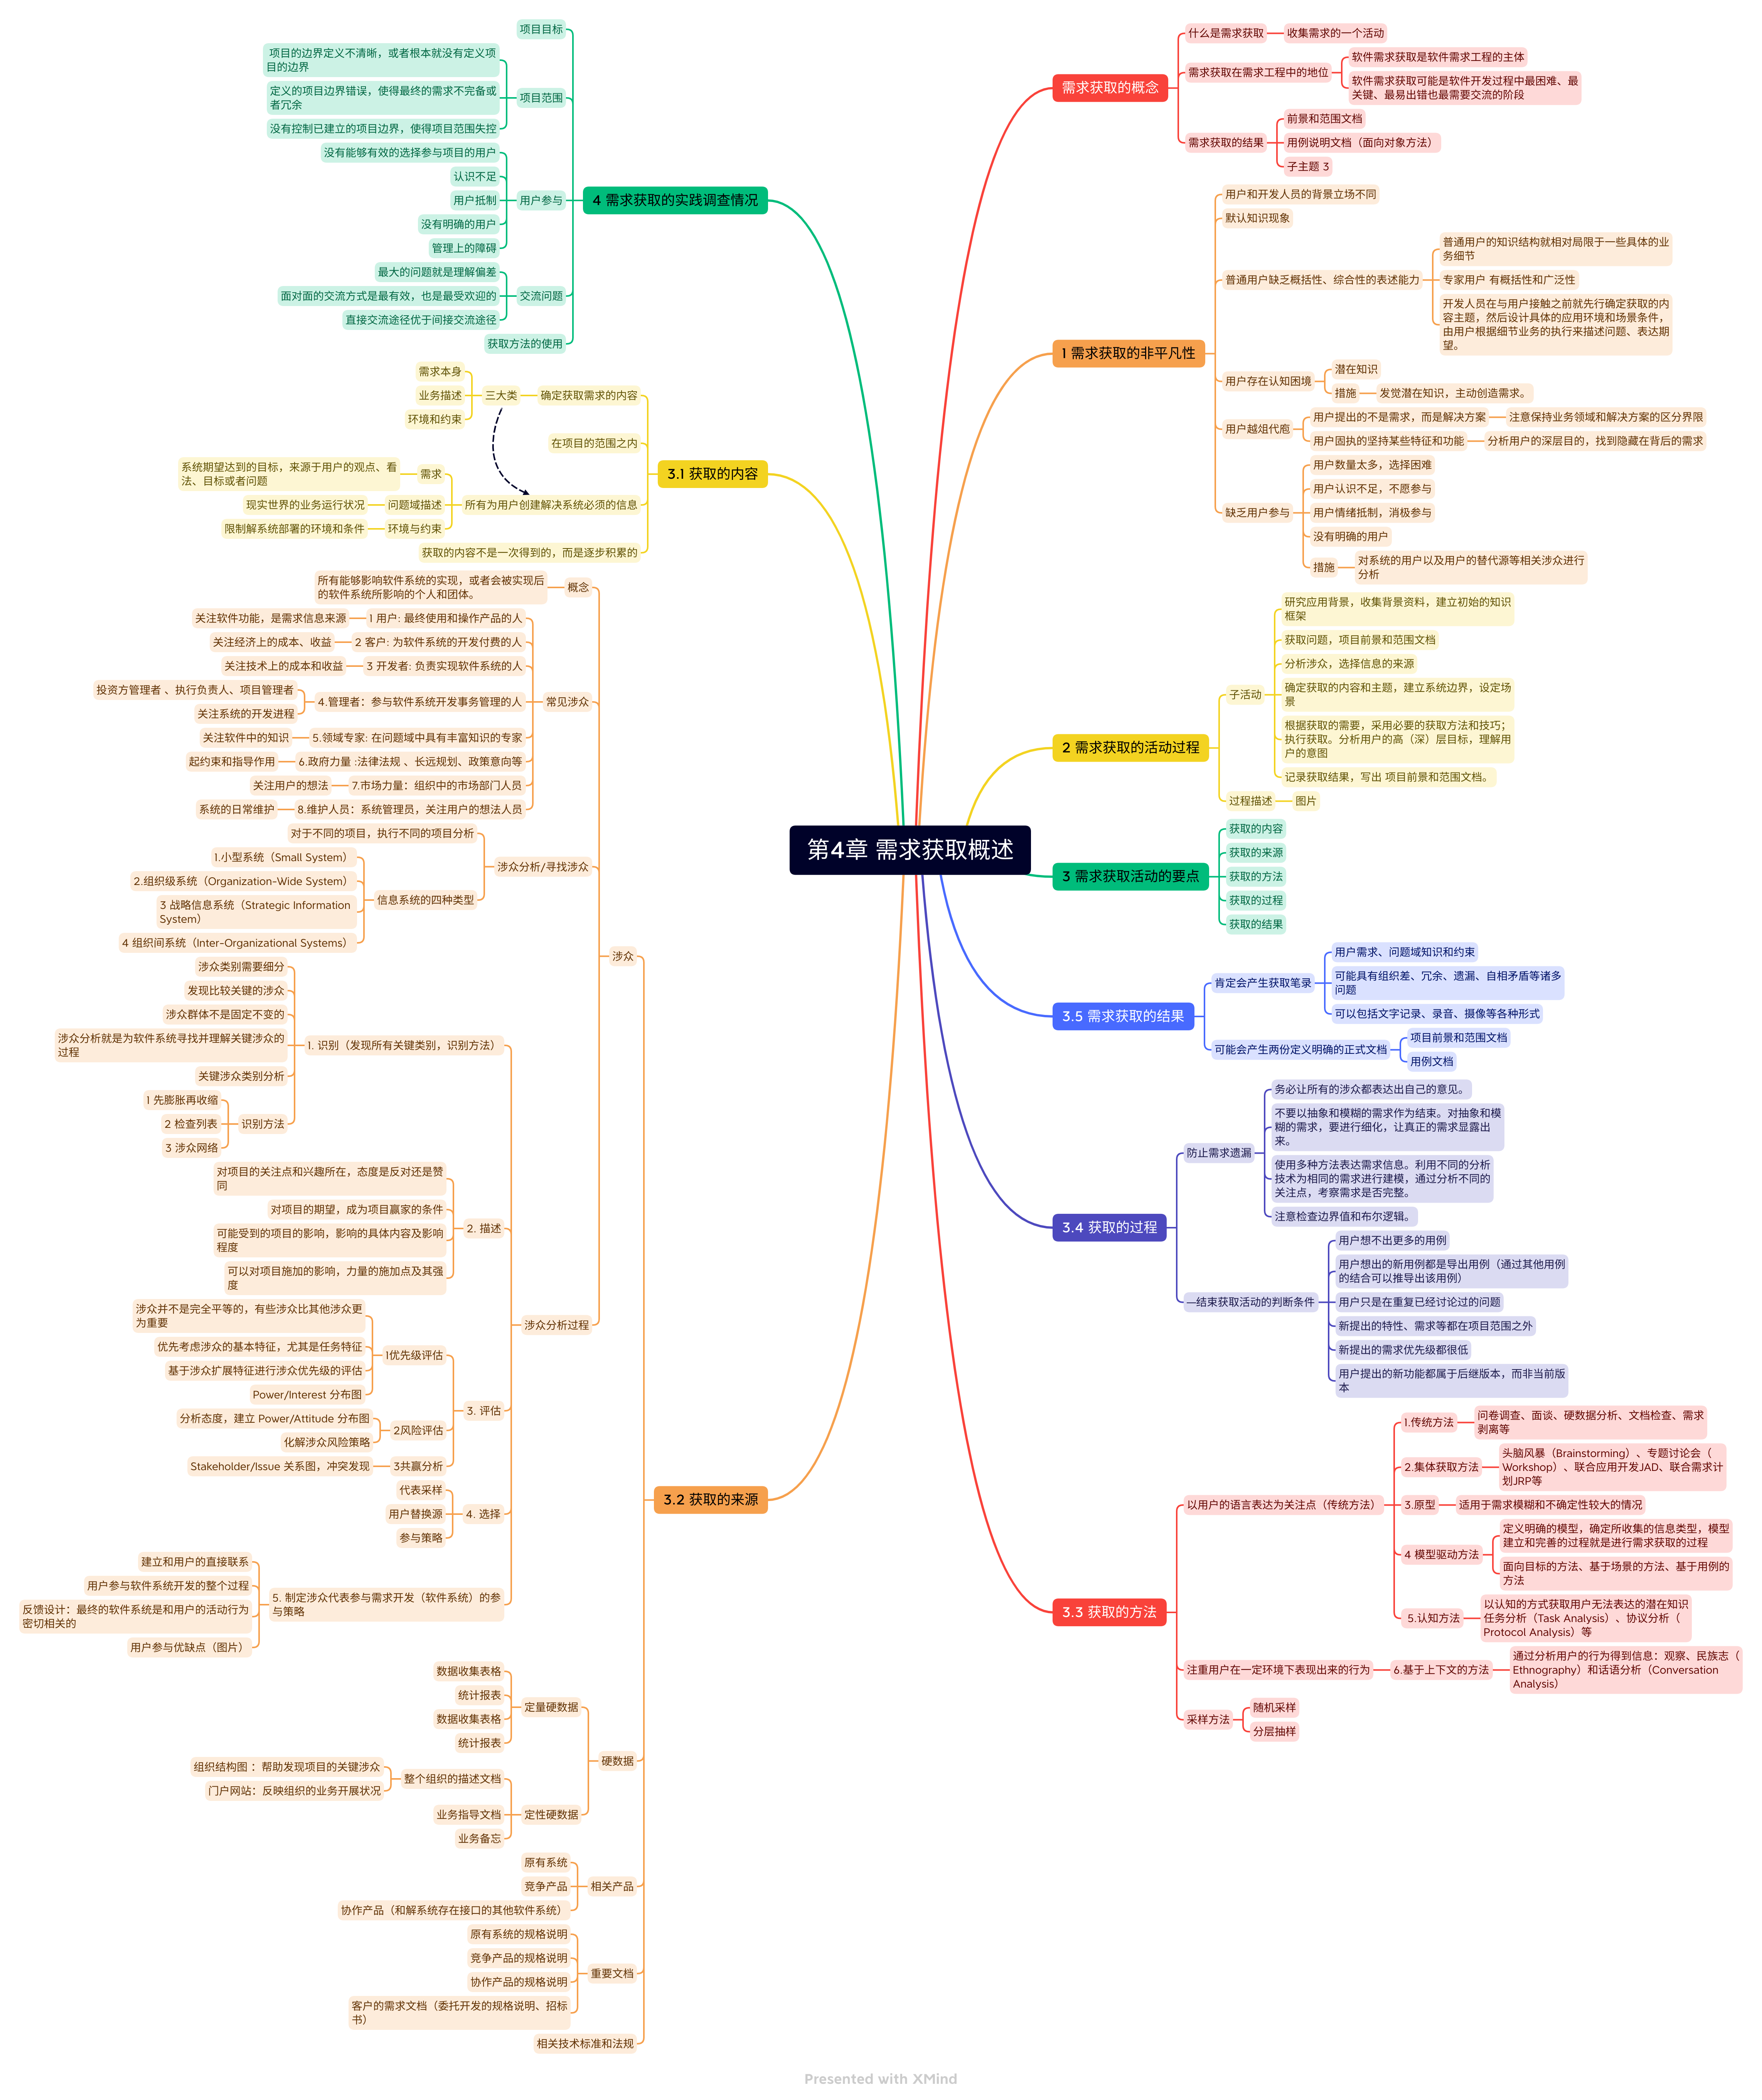 第4章 需求获取概述
需求获取的概念
什么是需求获取
收集需求的一个活动
需求获取在需求工程中的地位
软件需求获取是软件需求工程的主体
软件需求获取可能是软件开发过程中最困难、最
关键、最易出错也最需要交流的阶段
需求获取的结果
前景和范围文档
用例说明文档（面向对象方法）
子主题 3
1 需求获取的非平凡性
用户和开发人员的背景立场不同
默认知识现象
普通用户缺乏概括性、综合性的表述能力
普通用户的知识结构就相对局限于一些具体的业
务细节
专家用户 有概括性和广泛性
开发人员在与用户接触之前就先行确定获取的内
容主题，然后设计具体的应用环境和场景条件，
由用户根据细节业务的执行来描述问题、表达期
望。
用户存在认知困境
潜在知识
措施
发觉潜在知识，主动创造需求。
用户越俎代庖
用户提出的不是需求，而是解决方案
注意保持业务领域和解决方案的区分界限
用户固执的坚持某些特征和功能
分析用户的深层目的，找到隐藏在背后的需求
缺乏用户参与
用户数量太多，选择困难
用户认识不足，不愿参与
用户情绪抵制，消极参与
没有明确的用户
措施
对系统的用户以及用户的替代源等相关涉众进行
分析
2 需求获取的活动过程
子活动
研究应用背景，收集背景资料，建立初始的知识
框架
获取问题，项目前景和范围文档
分析涉众，选择信息的来源
确定获取的内容和主题，建立系统边界，设定场
景
根据获取的需要，采用必要的获取方法和技巧；
执行获取。分析用户的高（深）层目标，理解用
户的意图
记录获取结果，写出 项目前景和范围文档。
过程描述
图片
3 需求获取活动的要点
获取的内容
获取的来源
获取的方法
获取的过程
获取的结果
3.5 需求获取的结果
肯定会产生获取笔录
用户需求、问题域知识和约束
可能具有组织差、冗余、遗漏、自相矛盾等诸多
问题
可以包括文字记录、录音、摄像等各种形式
可能会产生两份定义明确的正式文档
项目前景和范围文档
用例文档
3.4 获取的过程
防止需求遗漏
务必让所有的涉众都表达出自己的意见。
不要以抽象和模糊的需求作为结束。对抽象和模
糊的需求，要进行细化，让真正的需求显露出
来。
使用多种方法表达需求信息。利用不同的分析
技术为相同的需求进行建模，通过分析不同的
关注点，考察需求是否完整。
注意检查边界值和布尔逻辑。
—结束获取活动的判断条件
用户想不出更多的用例
用户想出的新用例都是导出用例（通过其他用例
的结合可以推导出该用例）
用户只是在重复已经讨论过的问题
新提出的特性、需求等都在项目范围之外
新提出的需求优先级都很低
用户提出的新功能都属于后继版本，而非当前版
本
3.3 获取的方法
以用户的语言表达为关注点（传统方法）
1.传统方法
问卷调查、面谈、硬数据分析、文档检查、需求
剥离等
2.集体获取方法
头脑风暴（Brainstorming）、专题讨论会（
Workshop）、联合应用开发JAD、联合需求计
划JRP等
3.原型
适用于需求模糊和不确定性较大的情况
4 模型驱动方法
定义明确的模型，确定所收集的信息类型，模型
建立和完善的过程就是进行需求获取的过程
面向目标的方法、基于场景的方法、基于用例的
方法
5.认知方法
以认知的方式获取用户无法表达的潜在知识
任务分析（Task Analysis）、协议分析（
Protocol Analysis）等
注重用户在一定环境下表现出来的行为
6.基于上下文的方法
通过分析用户的行为得到信息：观察、民族志（
Ethnography）和话语分析（Conversation
Analysis）
采样方法
随机采样
分层抽样
4 需求获取的实践调查情况
项目目标
项目范围
项目的边界定义不清晰，或者根本就没有定义项
目的边界
定义的项目边界错误，使得最终的需求不完备或
者冗余
没有控制已建立的项目边界，使得项目范围失控
用户参与
没有能够有效的选择参与项目的用户
认识不足
用户抵制
没有明确的用户
管理上的障碍
交流问题
最大的问题就是理解偏差
面对面的交流方式是最有效，也是最受欢迎的
直接交流途径优于间接交流途径
获取方法的使用
3.1 获取的内容
确定获取需求的内容
三大类
需求本身
业务描述
环境和约束
在项目的范围之内
所有为用户创建解决系统必须的信息
需求
系统期望达到的目标，来源于用户的观点、看
法、目标或者问题
问题域描述
现实世界的业务运行状况
环境与约束
限制解系统部署的环境和条件
获取的内容不是一次得到的，而是逐步积累的
3.2 获取的来源
涉众
概念
所有能够影响软件系统的实现，或者会被实现后
的软件系统所影响的个人和团体。
常见涉众
1 用户: 最终使用和操作产品的人
关注软件功能，是需求信息来源
2 客户: 为软件系统的开发付费的人
关注经济上的成本、收益
3 开发者: 负责实现软件系统的人
关注技术上的成本和收益
4.管理者：参与软件系统开发事务管理的人
投资方管理者 、执行负责人、项目管理者
关注系统的开发进程
5.领域专家: 在问题域中具有丰富知识的专家
关注软件中的知识
6.政府力量 :法律法规 、长远规划、政策意向等
起约束和指导作用
7.市场力量：组织中的市场部门人员
关注用户的想法
8.维护人员：系统管理员，关注用户的想法人员
系统的日常维护
涉众分析/寻找涉众
对于不同的项目，执行不同的项目分析
信息系统的四种类型
1.小型系统（Small System）
2.组织级系统（Organization-Wide System）
3 战略信息系统（Strategic Information
System）
4 组织间系统（Inter-Organizational Systems）
涉众分析过程
1. 识别（发现所有关键类别，识别方法）
涉众类别需要细分
发现比较关键的涉众
涉众群体不是固定不变的
涉众分析就是为软件系统寻找并理解关键涉众的
过程
关键涉众类别分析
识别方法
1 先膨胀再收缩
2 检查列表
3 涉众网络
2. 描述
对项目的关注点和兴趣所在，态度是反对还是赞
同
对项目的期望，成为项目赢家的条件
可能受到的项目的影响，影响的具体内容及影响
程度
可以对项目施加的影响，力量的施加点及其强
度
3. 评估
1优先级评估
涉众并不是完全平等的，有些涉众比其他涉众更
为重要
优先考虑涉众的基本特征，尤其是任务特征
基于涉众扩展特征进行涉众优先级的评估
Power/Interest 分布图
2风险评估
分析态度，建立 Power/Attitude 分布图
化解涉众风险策略
3共赢分析
Stakeholder/Issue 关系图，冲突发现
4. 选择
代表采样
用户替换源
参与策略
5. 制定涉众代表参与需求开发（软件系统）的参
与策略
建立和用户的直接联系
用户参与软件系统开发的整个过程
反馈设计：最终的软件系统是和用户的活动行为
密切相关的
用户参与优缺点（图片）
硬数据
定量硬数据
数据收集表格
统计报表
数据收集表格
统计报表
定性硬数据
整个组织的描述文档
组织结构图 ：帮助发现项目的关键涉众
门户网站：反映组织的业务开展状况
业务指导文档
业务备忘
相关产品
原有系统
竞争产品
协作产品（和解系统存在接口的其他软件系统）
重要文档
原有系统的规格说明
竞争产品的规格说明
协作产品的规格说明
客户的需求文档（委托开发的规格说明、招标
书）
相关技术标准和法规
Presented with XMind